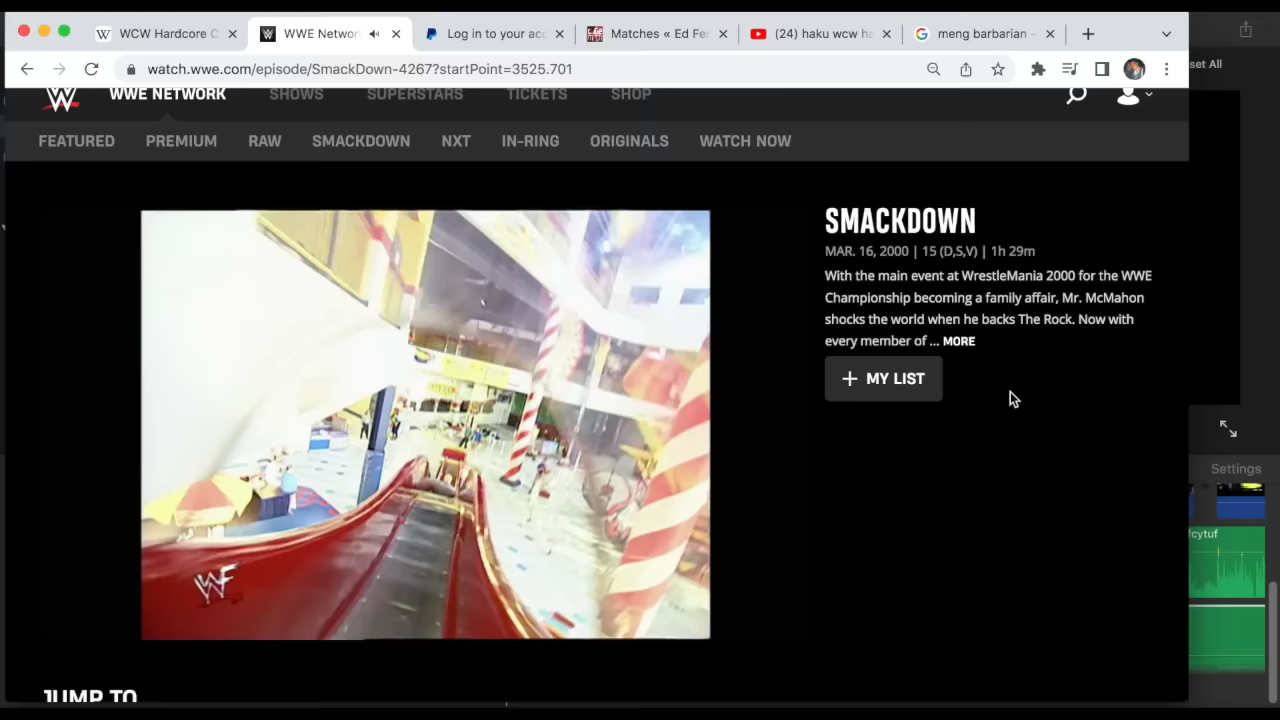 WCW Hardcore C
WWE Networ
Log in to your acc
Matches « Ed Fer
(24) haku wcw ha
meng barbarian -
watch.wwe.com/episode/SmackDown-4267?startPoint=3525.701
set All
WWE NETWORK
SHOWS
SUPERSTARS
TICKETS
SHOP
FEATURED
PREMIUM
RAW
SMACKDOWN
NXT
IN-RING
ORIGINALS
WATCH NOW
SMACKDOWN
MAR. 16, 2000 | 15 (D,S,V) | 1h 29m
With the main event at WrestleMania 2000 for the WWE
Championship becoming a family affair, Mr. McMahon
shocks the world when he backs The Rock. Now with
every member of ... MORE
+ MY LIST
WF
Settings
fcytuf
JUMP TO